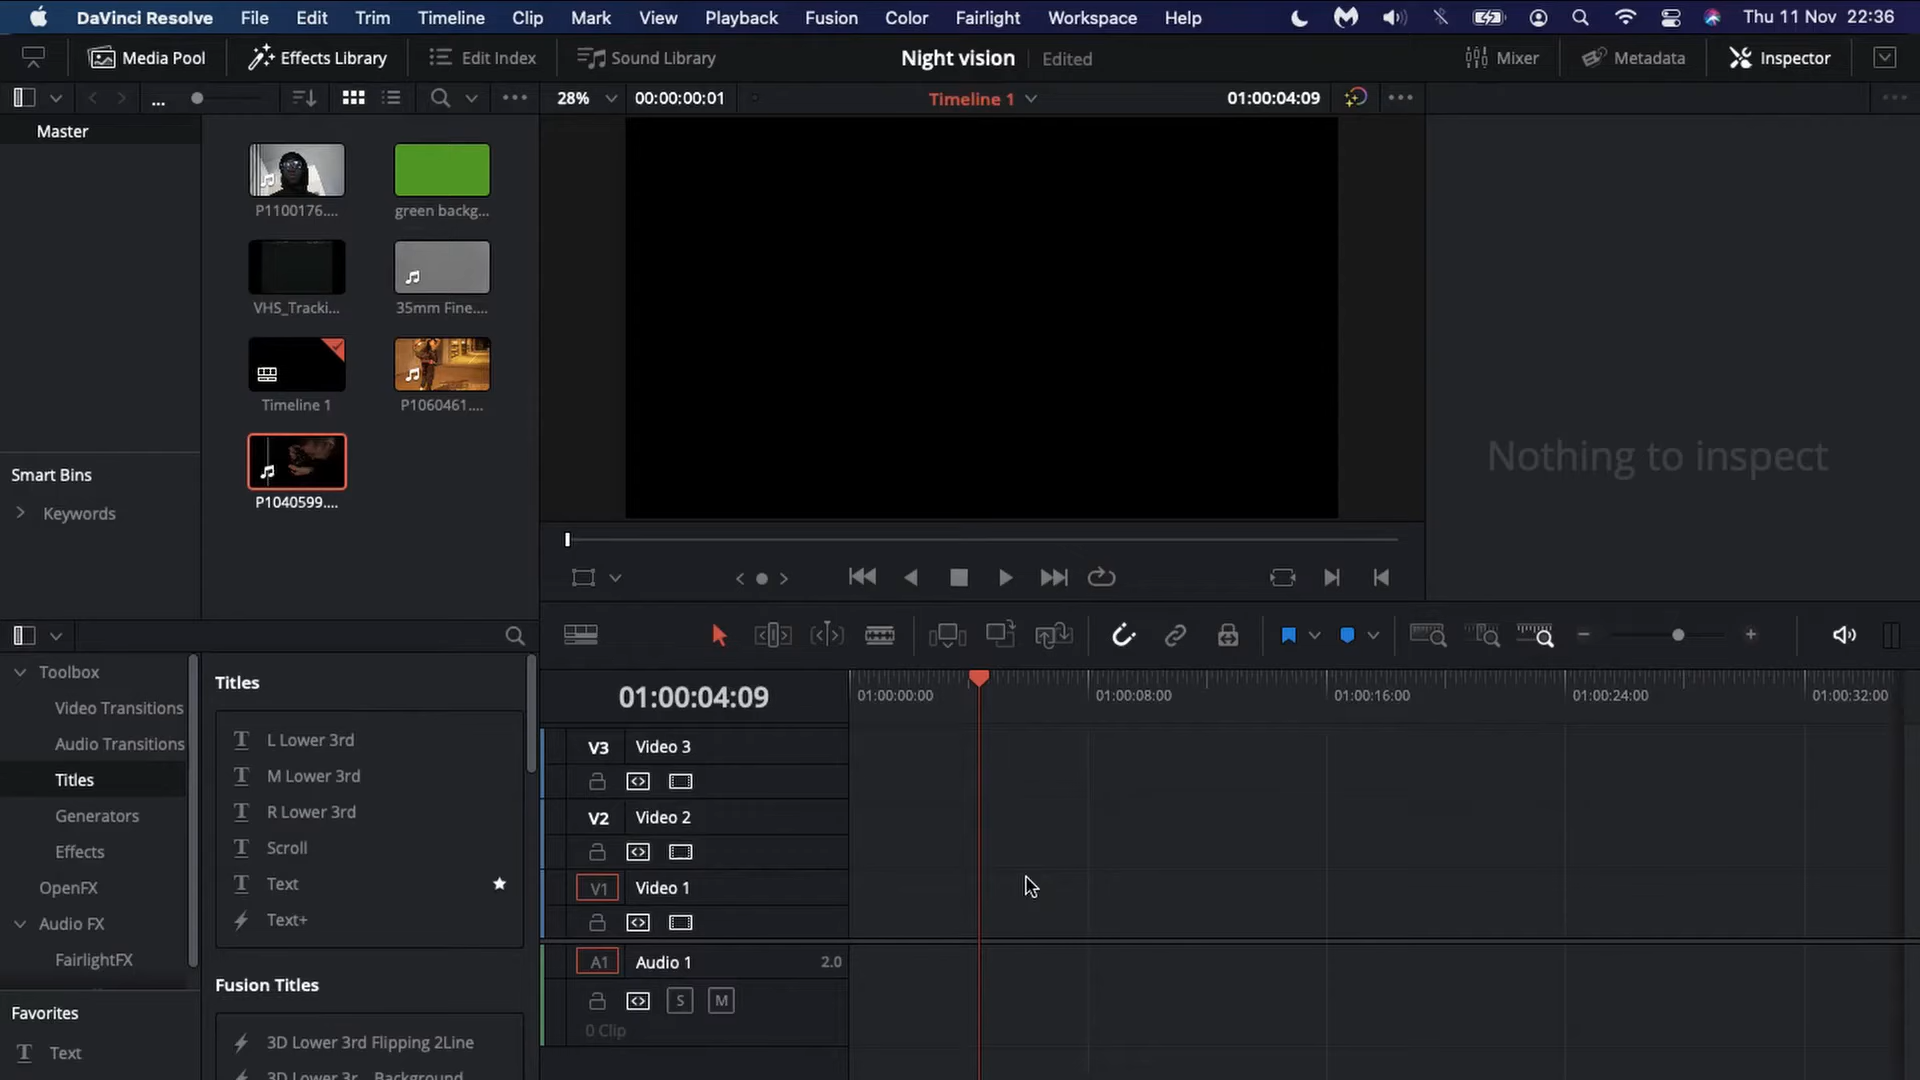 DaVinci Resolve File Edit Trim Timeline Clip Mark View Playback Fusion Color Fairlight Workspace Help Thu 11 Nov 22:36
Media Pool Effects Library Edit Index Sound Library Night vision Edited Mixer Metadata Inspector
... 28% 00:00:00:01 Timeline 1 01:00:04:09
Master
P1100176.... green backg...
VHS_Tracki... 35mm Fine....
Timeline 1 P1060461....
P1040599....
Smart Bins
Keywords
Nothing to inspect
Toolbox
Video Transitions
Audio Transitions
Titles
Generators
Effects
OpenFX
Audio FX
FairlightFX
Favorites
T Text
Titles
T L Lower 3rd
T M Lower 3rd
T R Lower 3rd
T Scroll
T Text
Text+
Fusion Titles
3D Lower 3rd Flipping 2Line
3D Lower 3r... Background
01:00:04:09 01:00:00:00 01:00:08:00 01:00:16:00 01:00:24:00 01:00:32:00
V3 Video 3
V2 Video 2
V1 Video 1
A1 Audio 1 2.0
S M
0 Clip